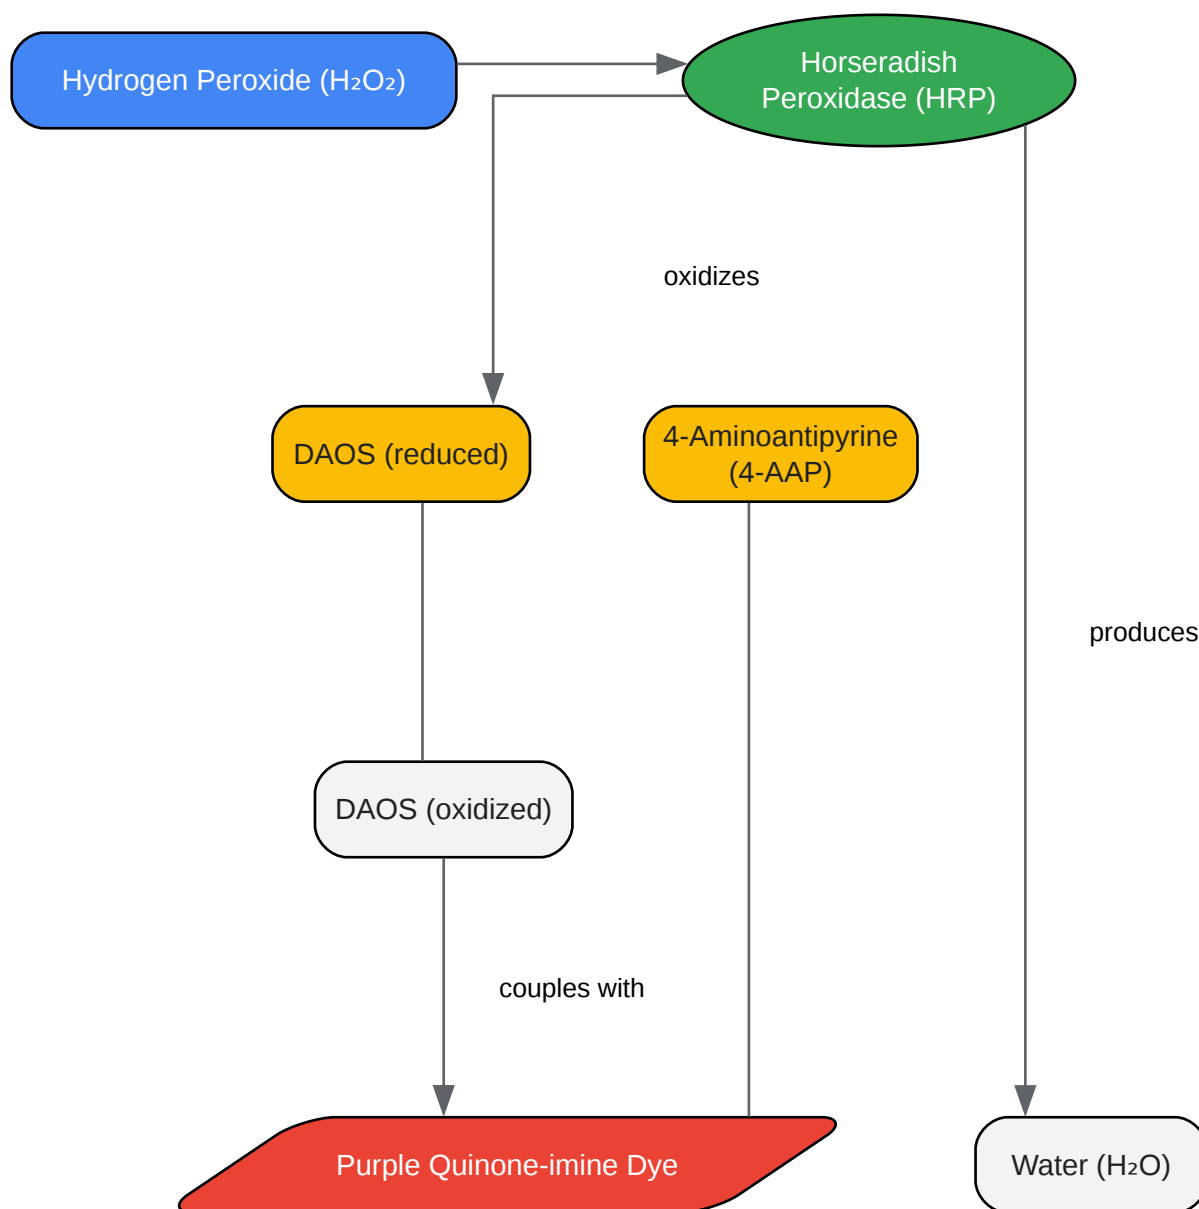 Hydrogen Peroxide (H₂O₂)
Horseradish
Peroxidase (HRP)
oxidizes
DAOS (reduced)
4-Aminoantipyrine
(4-AAP)
produces
DAOS (oxidized)
couples with
Purple Quinone-imine Dye
Water (H₂O)